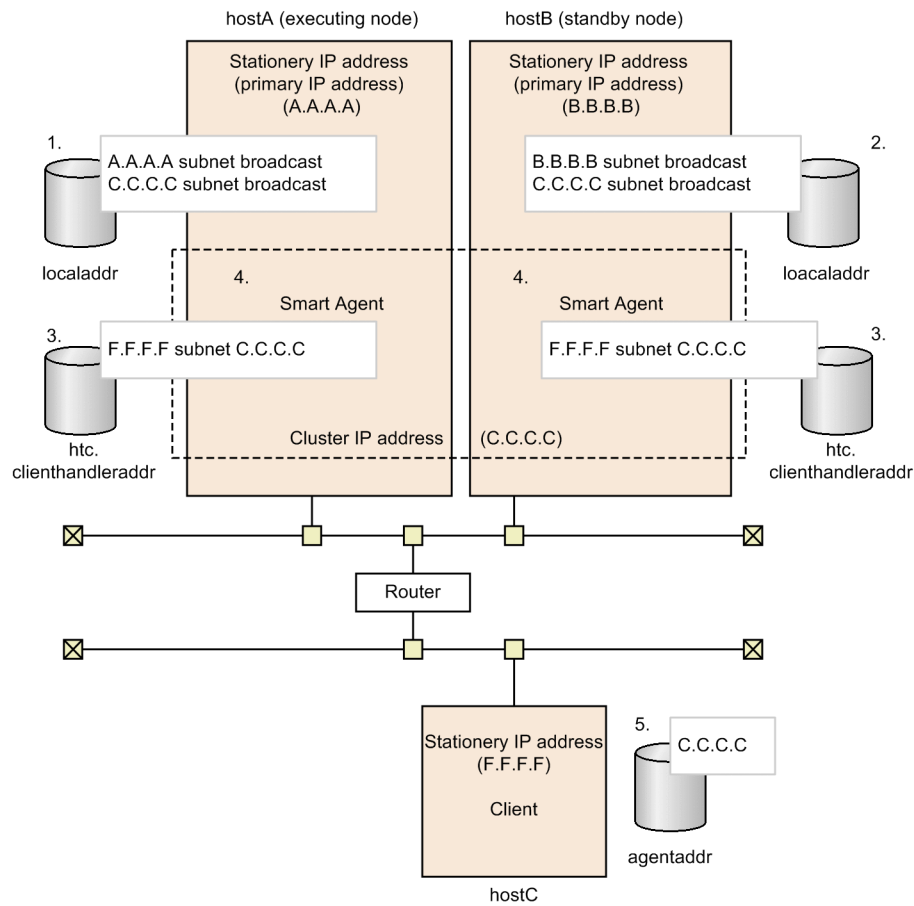 hostA (executing node)
hostB (standby node)
Stationery IP address
(primary IP address)
(A.A.A.A)
Stationery IP address
(primary IP address)
(B.B.B.B)
1.
A.A.A.A subnet broadcast
C.C.C.C subnet broadcast
localaddr
2.
B.B.B.B subnet broadcast
C.C.C.C subnet broadcast
loacaladdr
4.
Smart Agent
4.
Smart Agent
3.
F.F.F.F subnet C.C.C.C
htc.
clienthandleraddr
3.
F.F.F.F subnet C.C.C.C
htc.
clienthandleraddr
Cluster IP address (C.C.C.C)
Router
Stationery IP address
(F.F.F.F)
Client
hostC
5.
C.C.C.C
agentaddr